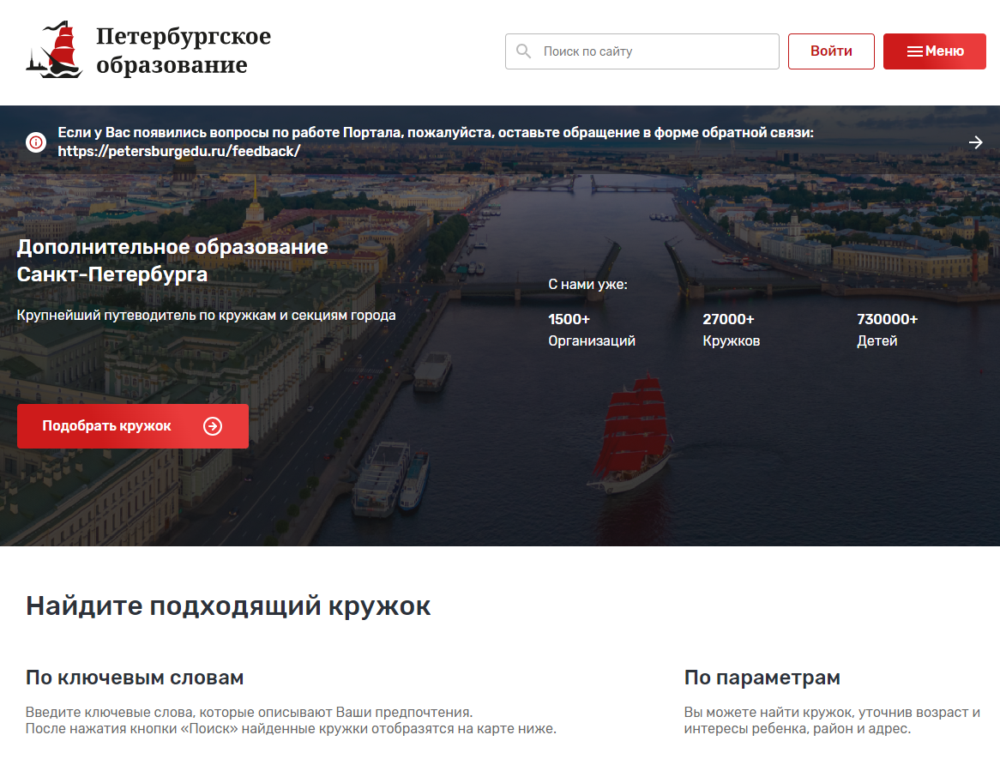 Петербургское
образование
Поиск по сайту
Войти
Меню
Если у Вас появились вопросы по работе Портала, пожалуйста, оставьте обращение в форме обратной связи:
https://petersburgedu.ru/feedback/
Дополнительное образование
Санкт-Петербурга
Крупнейший путеводитель по кружкам и секциям города
С нами уже:
1500+
Организаций
27000+
Кружков
730000+
Детей
Подобрать кружок
Найдите подходящий кружок
По ключевым словам
Введите ключевые слова, которые описывают Ваши предпочтения.
После нажатия кнопки «Поиск» найденные кружки отобразятся на карте ниже.
По параметрам
Вы можете найти кружок, уточнив возраст и
интересы ребенка, район и адрес.